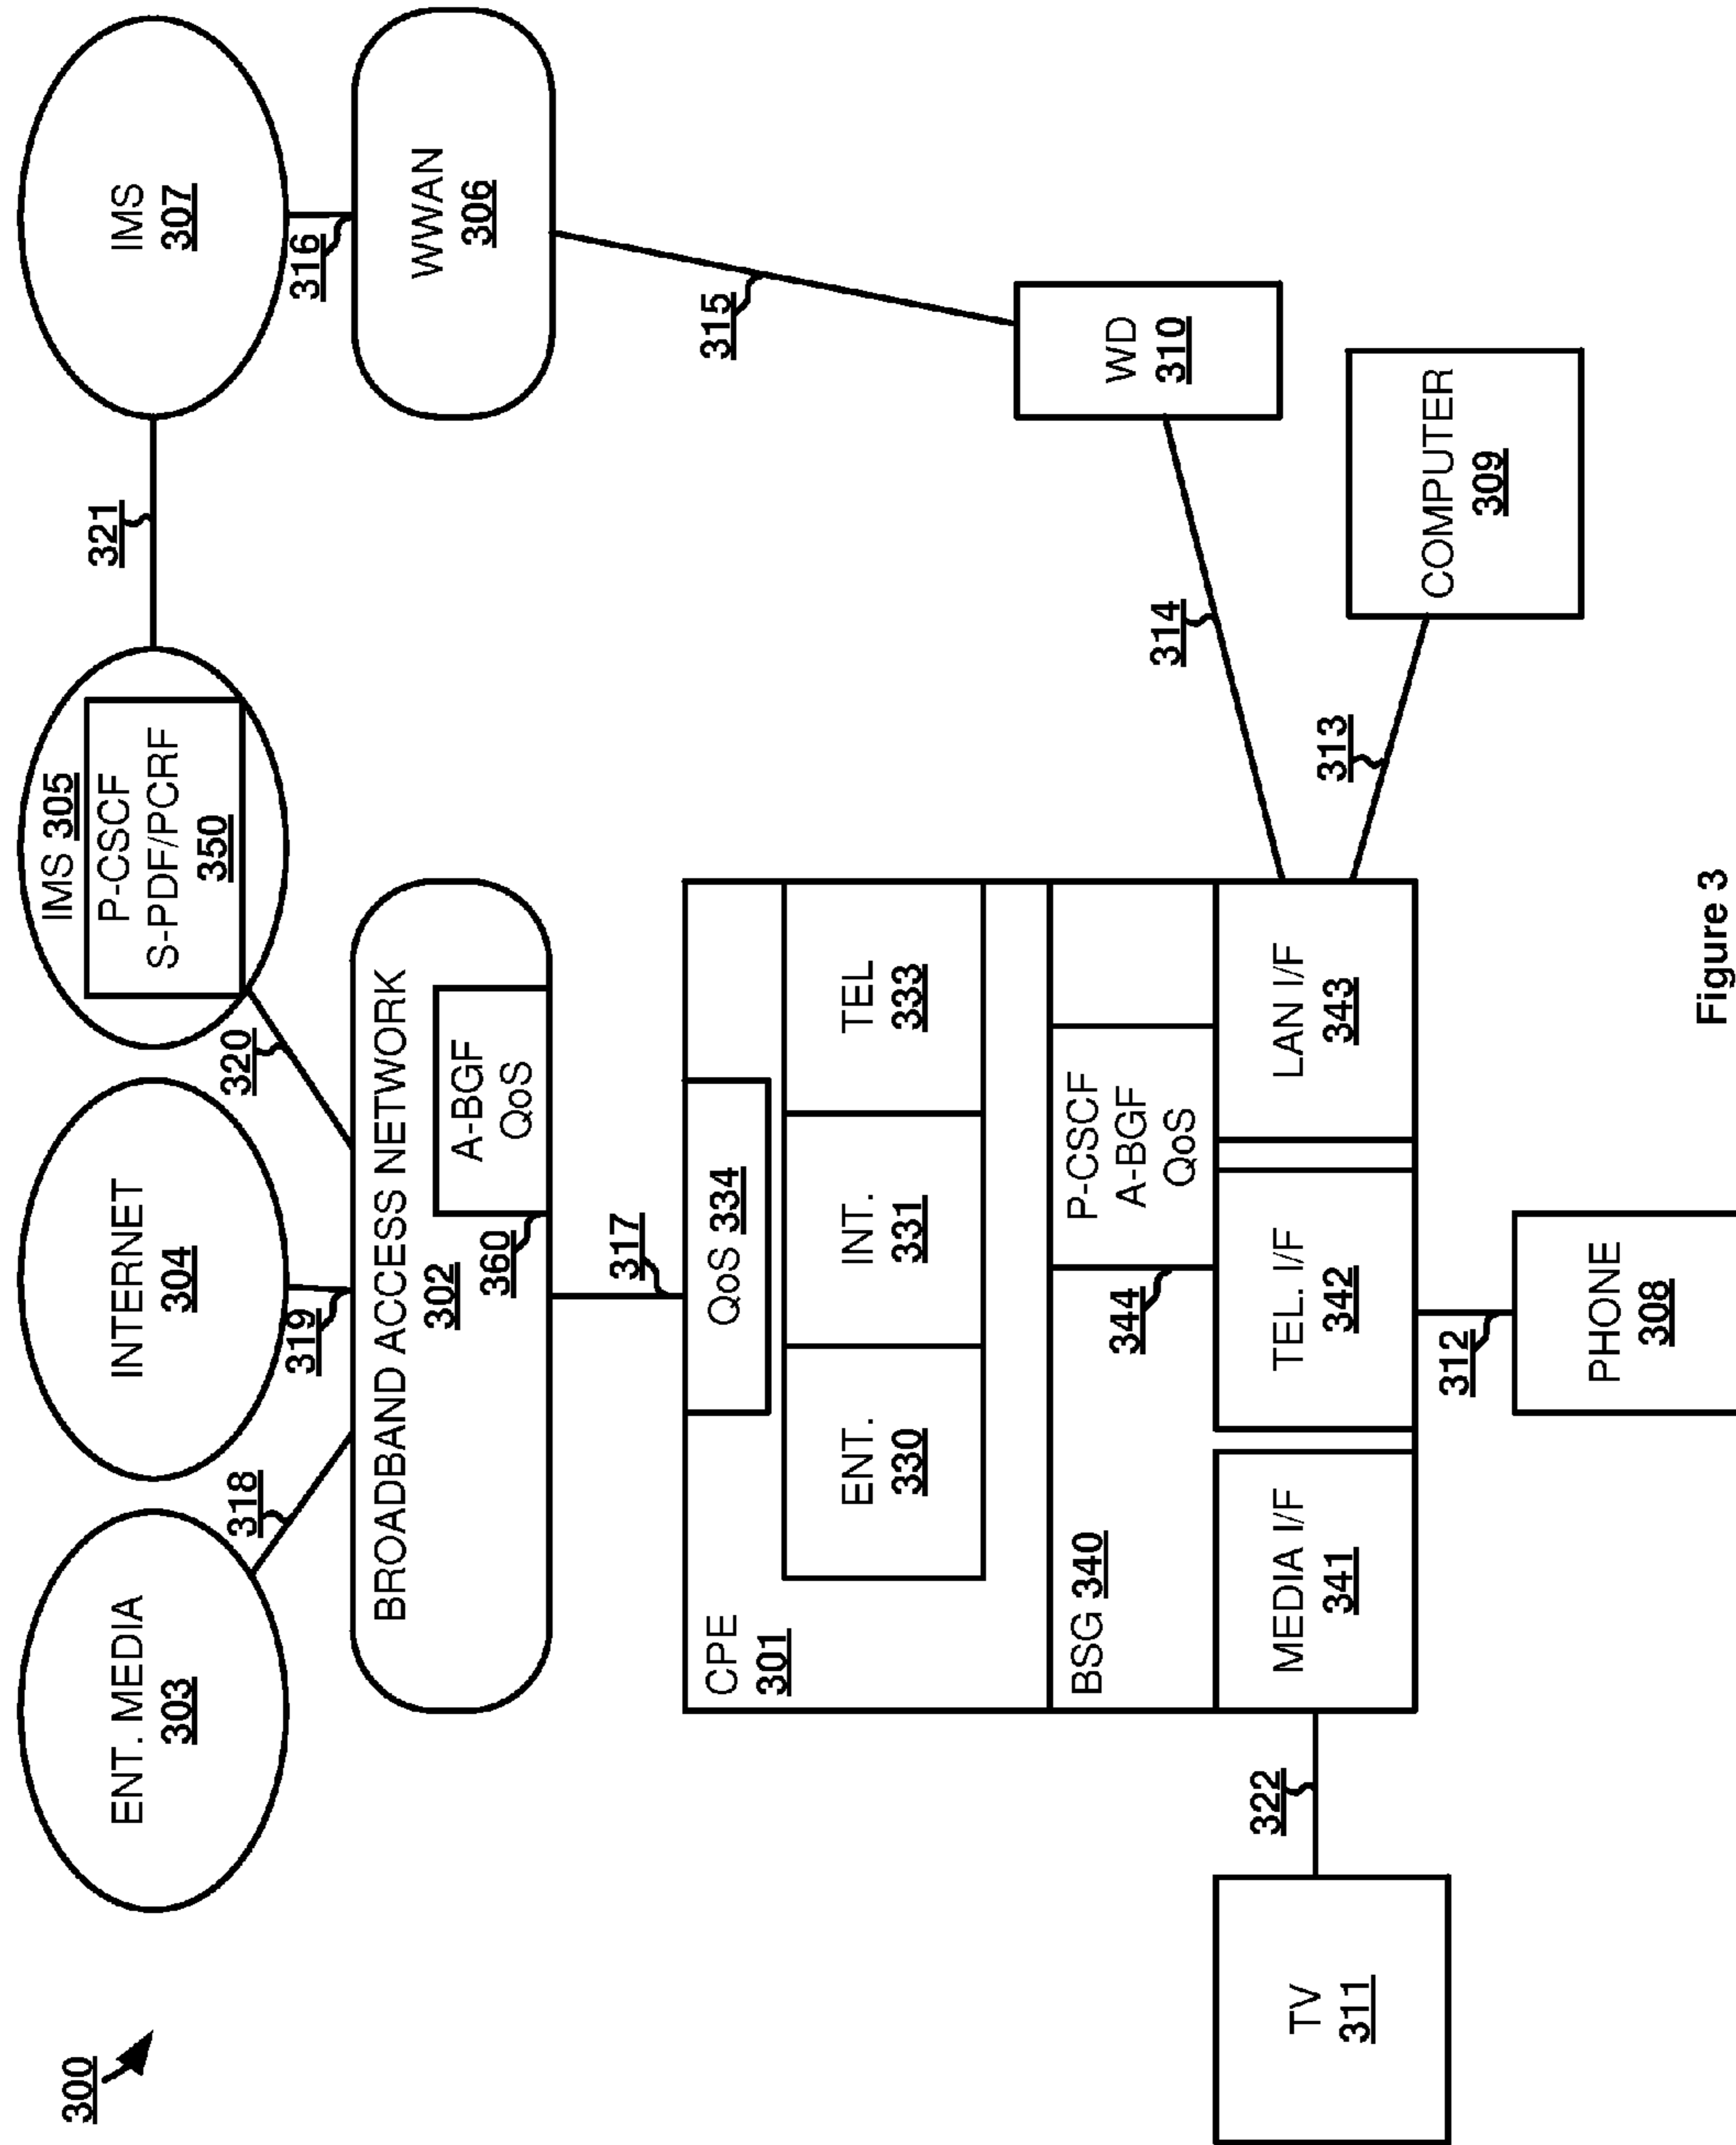 300
ENT. MEDIA
303
INTERNET
304
IMS 305
P-CSCF
S-PDF/PCRF
350
321
IMS
307
318
319
320
316
BROADBAND ACCESS NETWORK
302
360
A-BGF
QoS
WWAN
306
317
315
CPE
301
QoS 334
ENT.
330
INT.
331
TEL
333
BSG 340
344
P-CSCF
A-BGF
QoS
MEDIA I/F
341
TEL. I/F
342
LAN I/F
343
314
313
WD
310
COMPUTER
309
322
TV
311
312
PHONE
308
Figure 3